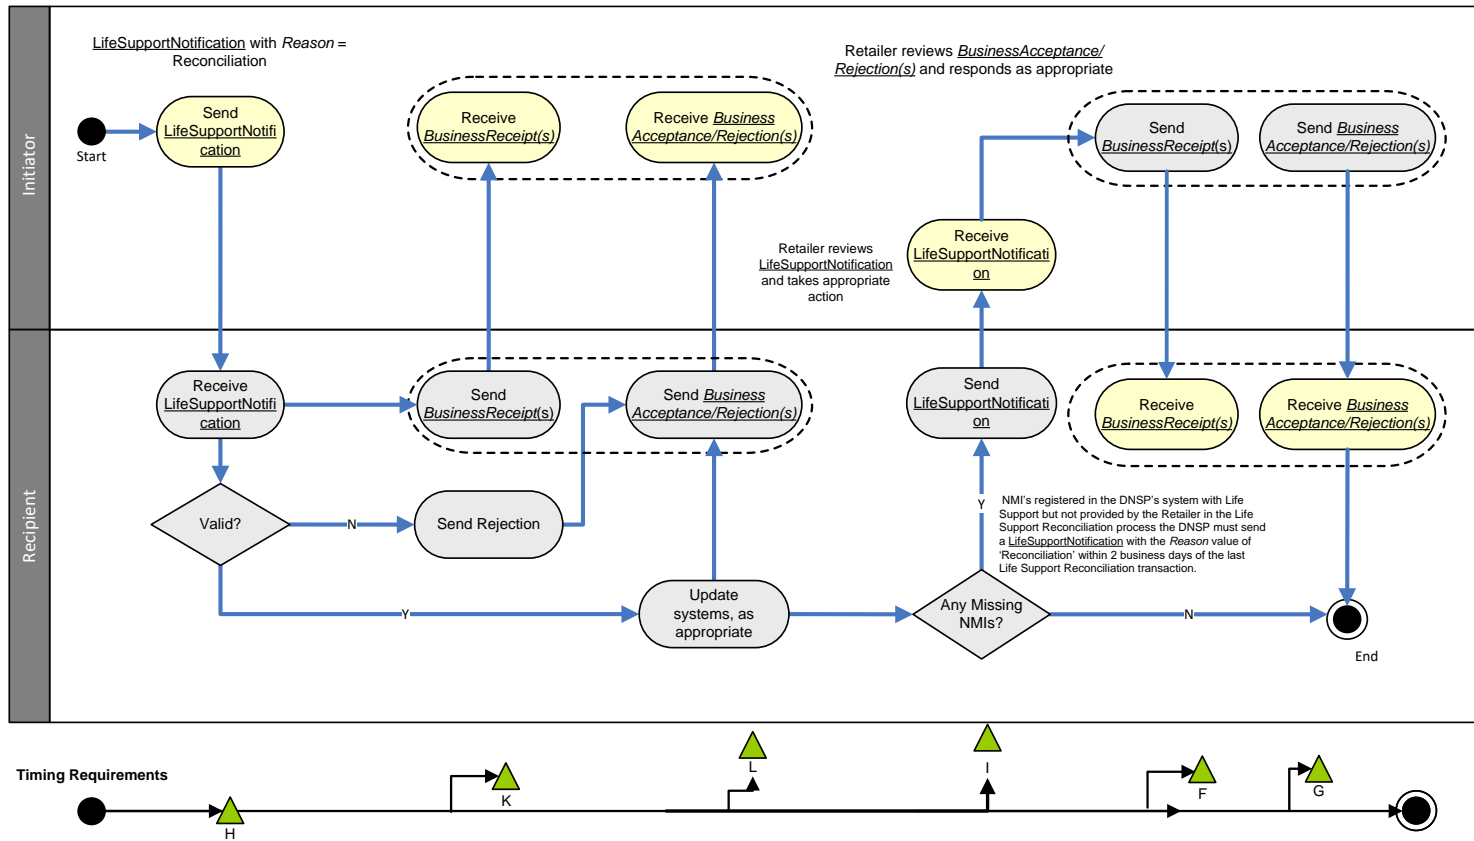 Initiator
LifeSupportNotification with Reason =
Reconciliation
Start
Send
LifeSupportNotifi
cation
Receive
BusinessReceipt(s)
Receive Business
Acceptance/Rejection(s)
Retailer reviews BusinessAcceptance/
Rejection(s) and responds as appropriate
Send
BusinessReceipt(s)
Send Business
Acceptance/Rejection(s)
Retailer reviews
LifeSupportNotification
and takes appropriate
action
Receive
LifeSupportNotificati
on
Recipient
Receive
LifeSupportNotifi
cation
Send
BusinessReceipt(s)
Send Business
Acceptance/Rejection(s)
Send
LifeSupportNotificati
on
Receive
BusinessReceipt(s)
Receive Business
Acceptance/Rejection(s)
Valid?
N
Send Rejection
Y
NMI's registered in the DNSP's system with Life
Support but not provided by the Retailer in the Life
Support Reconciliation process the DNSP must send
a LifeSupportNotification with the Reason value of
'Reconciliation' within 2 business days of the last
Life Support Reconciliation transaction.
Y
Update
systems, as
appropriate
Any Missing
NMIs?
N
End
Timing Requirements
H
K
L
I
F
G